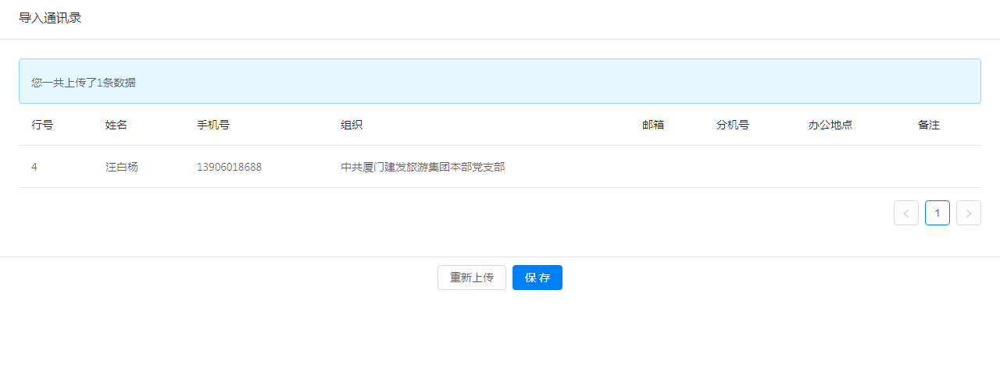 导入通讯录
您一共上传了1条数据
行号 姓名 手机号 组织 邮箱 分机号 办公地点 备注
4 汪白杨 13906018688 中共厦门建发旅游集团本部党支部
< 1 >
重新上传 保 存